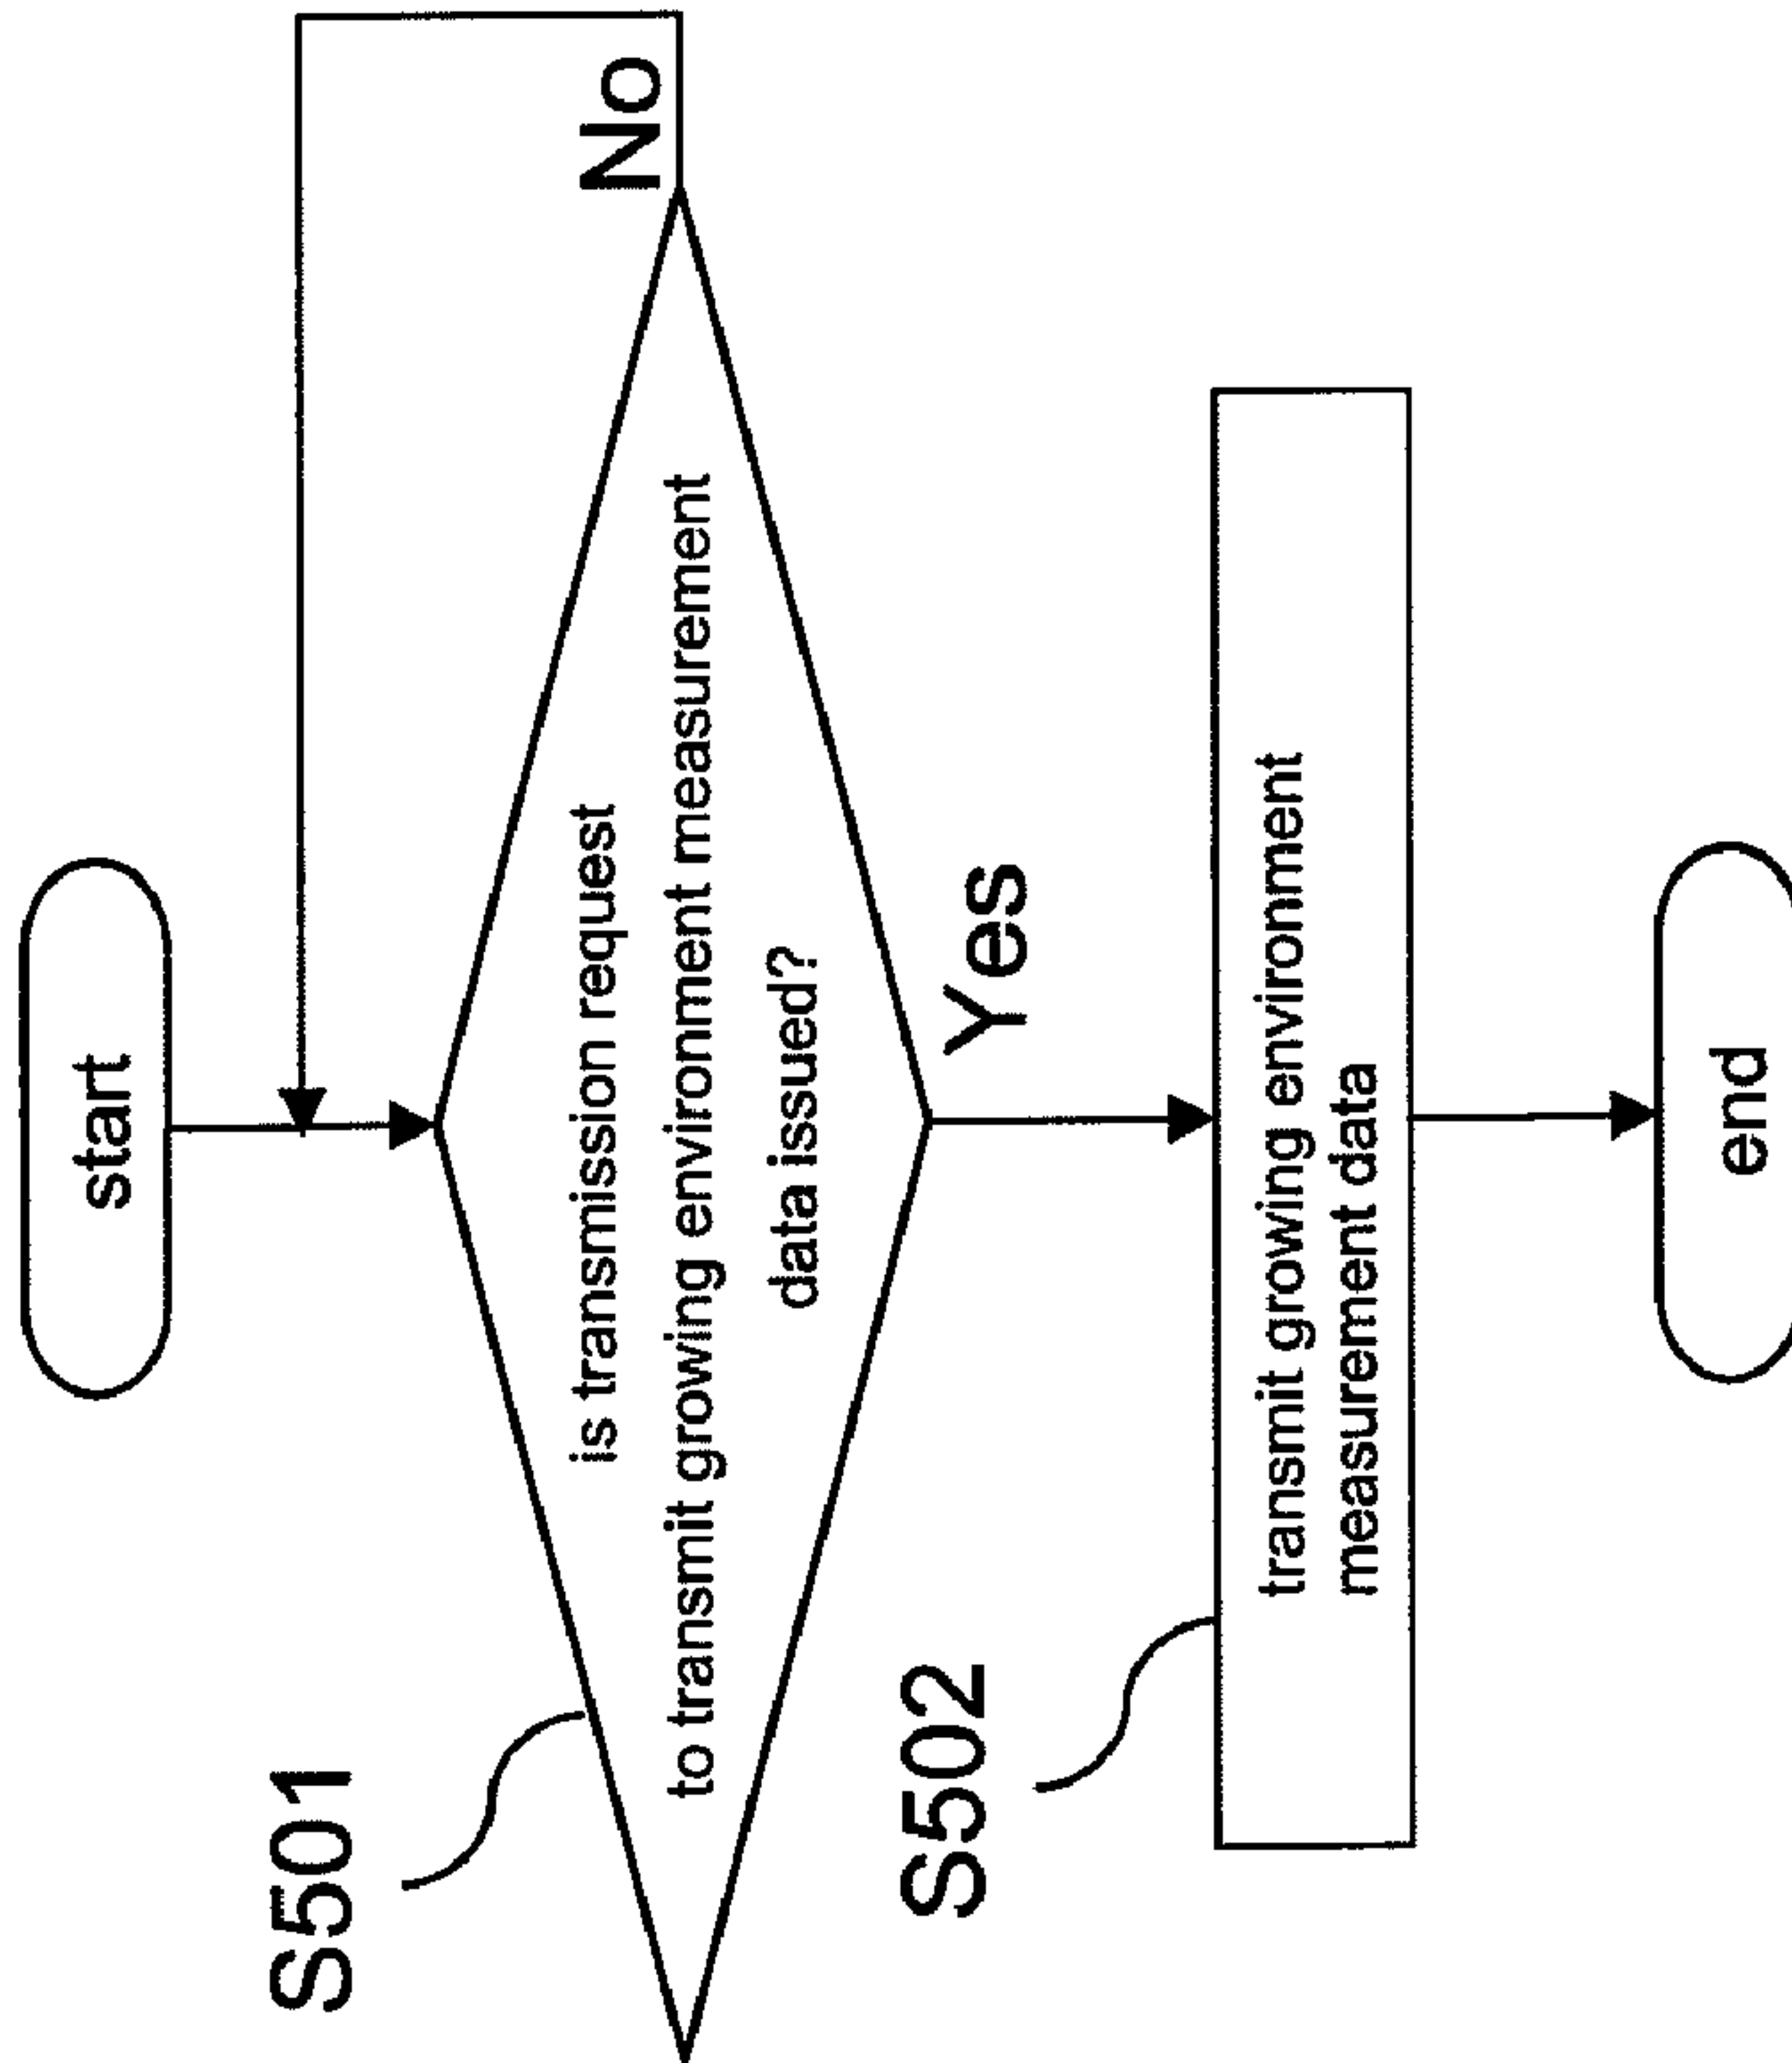 start
S501
is transmission request
to transmit growing environment measurement
data issued?
No
Yes
S502
transmit growing environment
measurement data
end